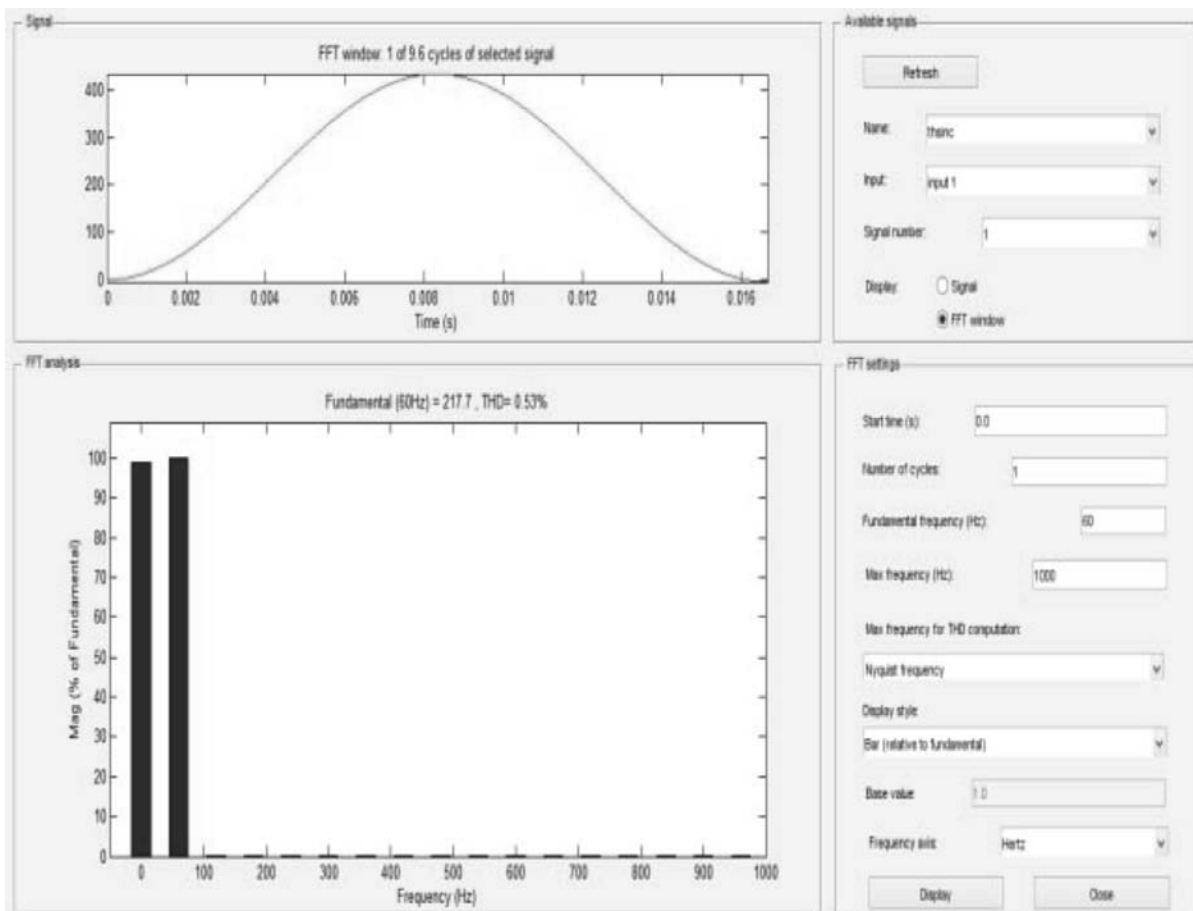 Signal
FFT window: 1 of 9.6 cycles of selected signal
400
300
200
100
0
0 0.002 0.004 0.006 0.008 0.01 0.012 0.014 0.016
Time (s)
Available signals
Refresh
Name: thsinc
Input: input 1
Signal number: 1
Display: Signal
FFT window
FFT analysis
Fundamental (60Hz) = 217.7 , THD= 0.53%
Mag (% of Fundamental)
100
90
80
70
60
50
40
30
20
10
0
0 100 200 300 400 500 600 700 800 900 1000
Frequency (Hz)
FFT settings
Start time (s): 0.0
Number of cycles: 1
Fundamental frequency (Hz): 60
Max frequency (Hz): 1000
Max frequency for THD computation:
Nyquist frequency
Display style:
Bar (relative to fundamental)
Base value: 1.0
Frequency axis: Hertz
Display Close